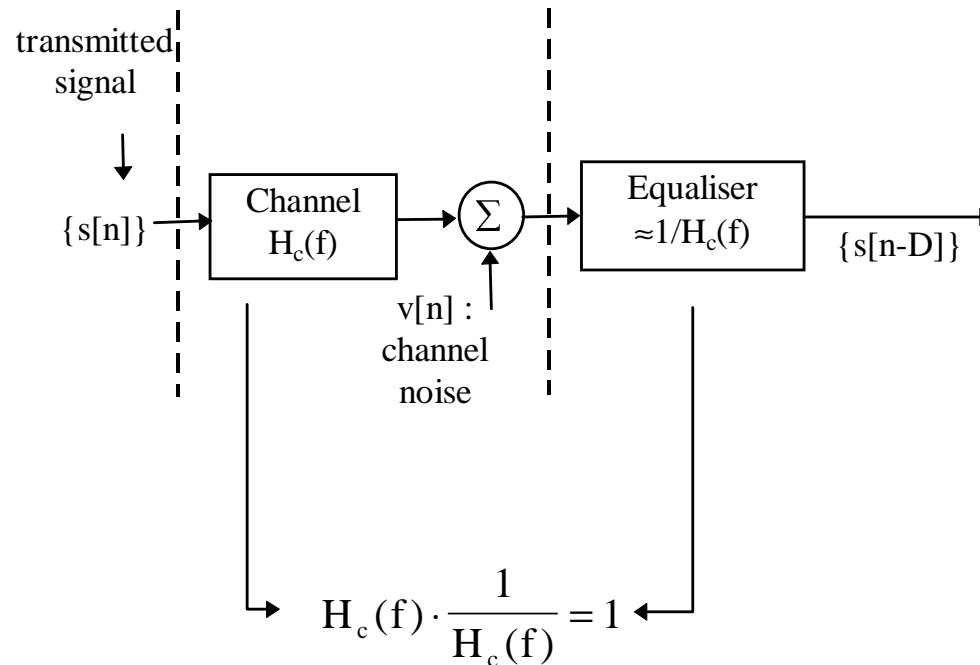 transmitted
signal
{s[n]}
Channel
H_c(f)
Σ
v[n] :
channel
noise
Equaliser
≈1/H_c(f)
{s[n-D]}
H_c(f) · 1/H_c(f) = 1